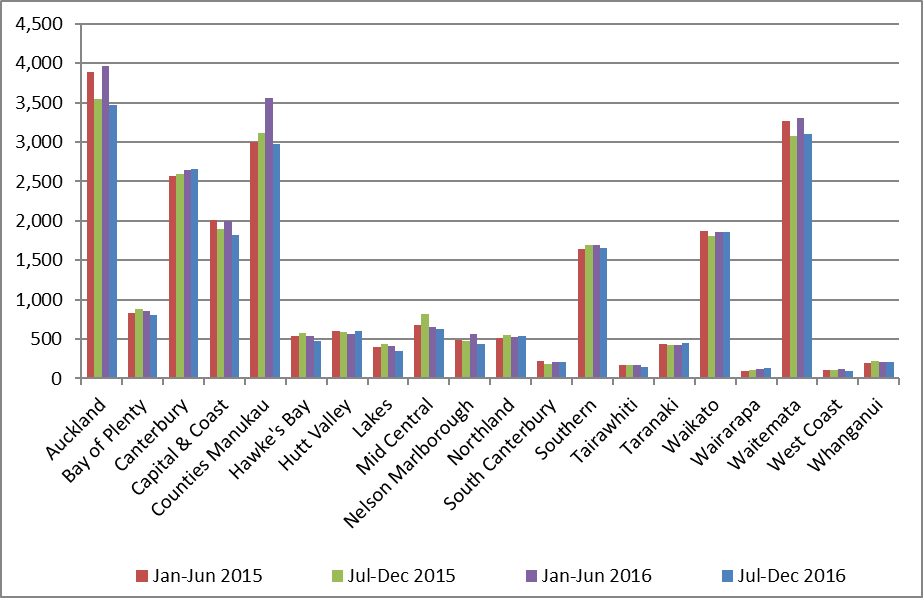 4,500
4,000
3,500
3,000
2,500
2,000
1,500
1,000
500
0
Auckland
Bay of Plenty
Canterbury
Capital & Coast
Counties Manukau
Hawke's Bay
Hutt Valley
Lakes
Mid Central
Nelson Marlborough
Northland
South Canterbury
Southern
Tairawhiti
Taranaki
Waikato
Wairarapa
Waitemata
West Coast
Whanganui
Jan-Jun 2015 Jul-Dec 2015 Jan-Jun 2016 Jul-Dec 2016